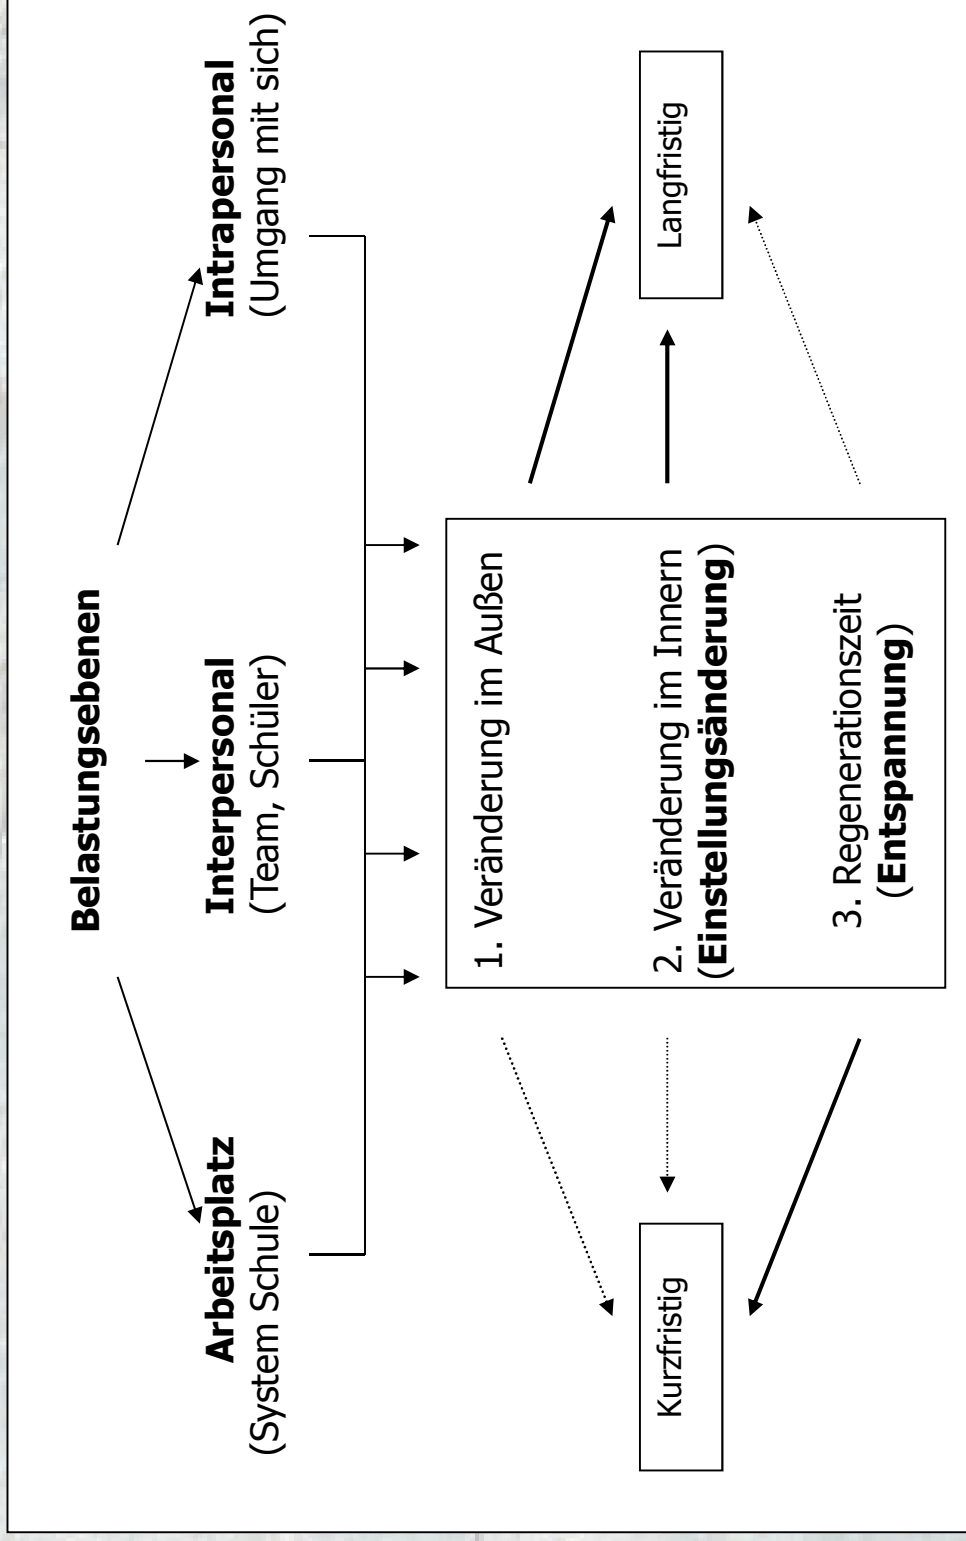 Belastungsebenen
Arbeitsplatz
(System Schule)
Interpersonal
(Team, Schüler)
Intrapersonal
(Umgang mit sich)
1. Veränderung im Außen
2. Veränderung im Innern
(Einstellungsänderung)
3. Regenerationszeit
(Entspannung)
Kurzfristig
Langfristig